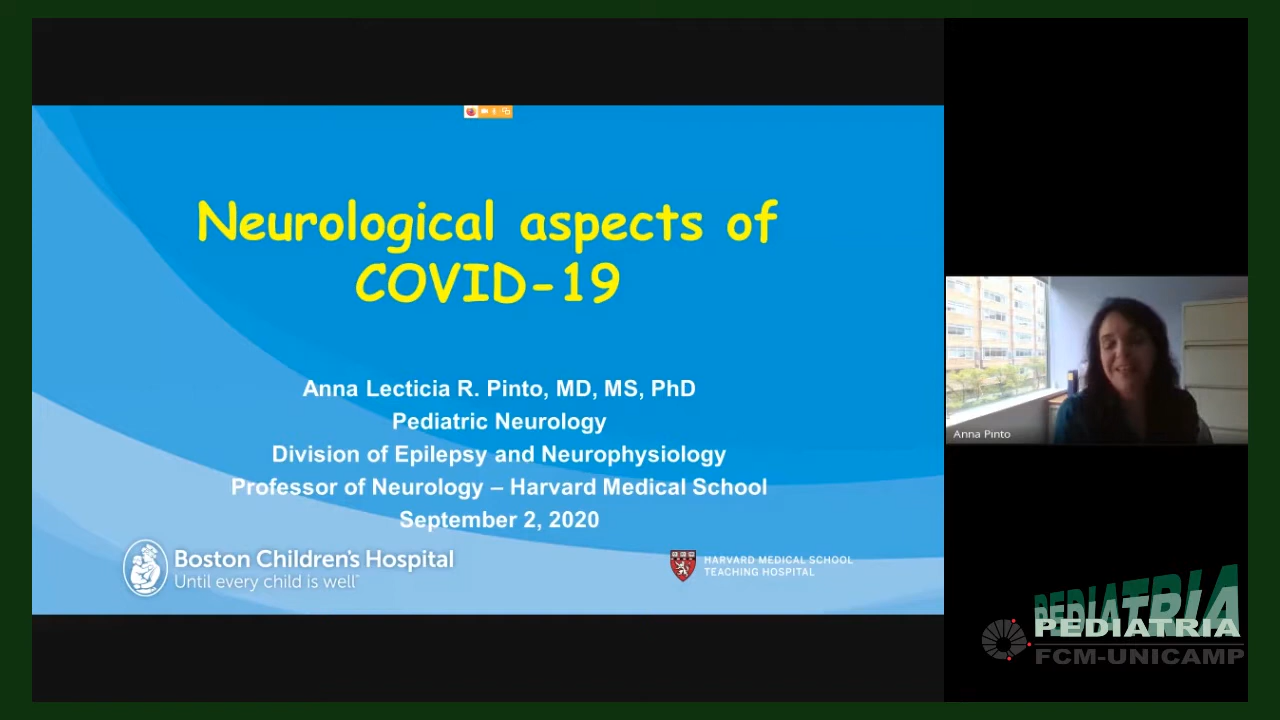 Neurological aspects of
COVID-19
Anna Lecticia R. Pinto, MD, MS, PhD
Pediatric Neurology
Division of Epilepsy and Neurophysiology
Professor of Neurology – Harvard Medical School
September 2, 2020
Boston Children's Hospital
Until every child is well™
HARVARD MEDICAL SCHOOL
TEACHING HOSPITAL
Anna Pinto
PEDIATRIA
PEDIATRIA
FCM-UNICAMP